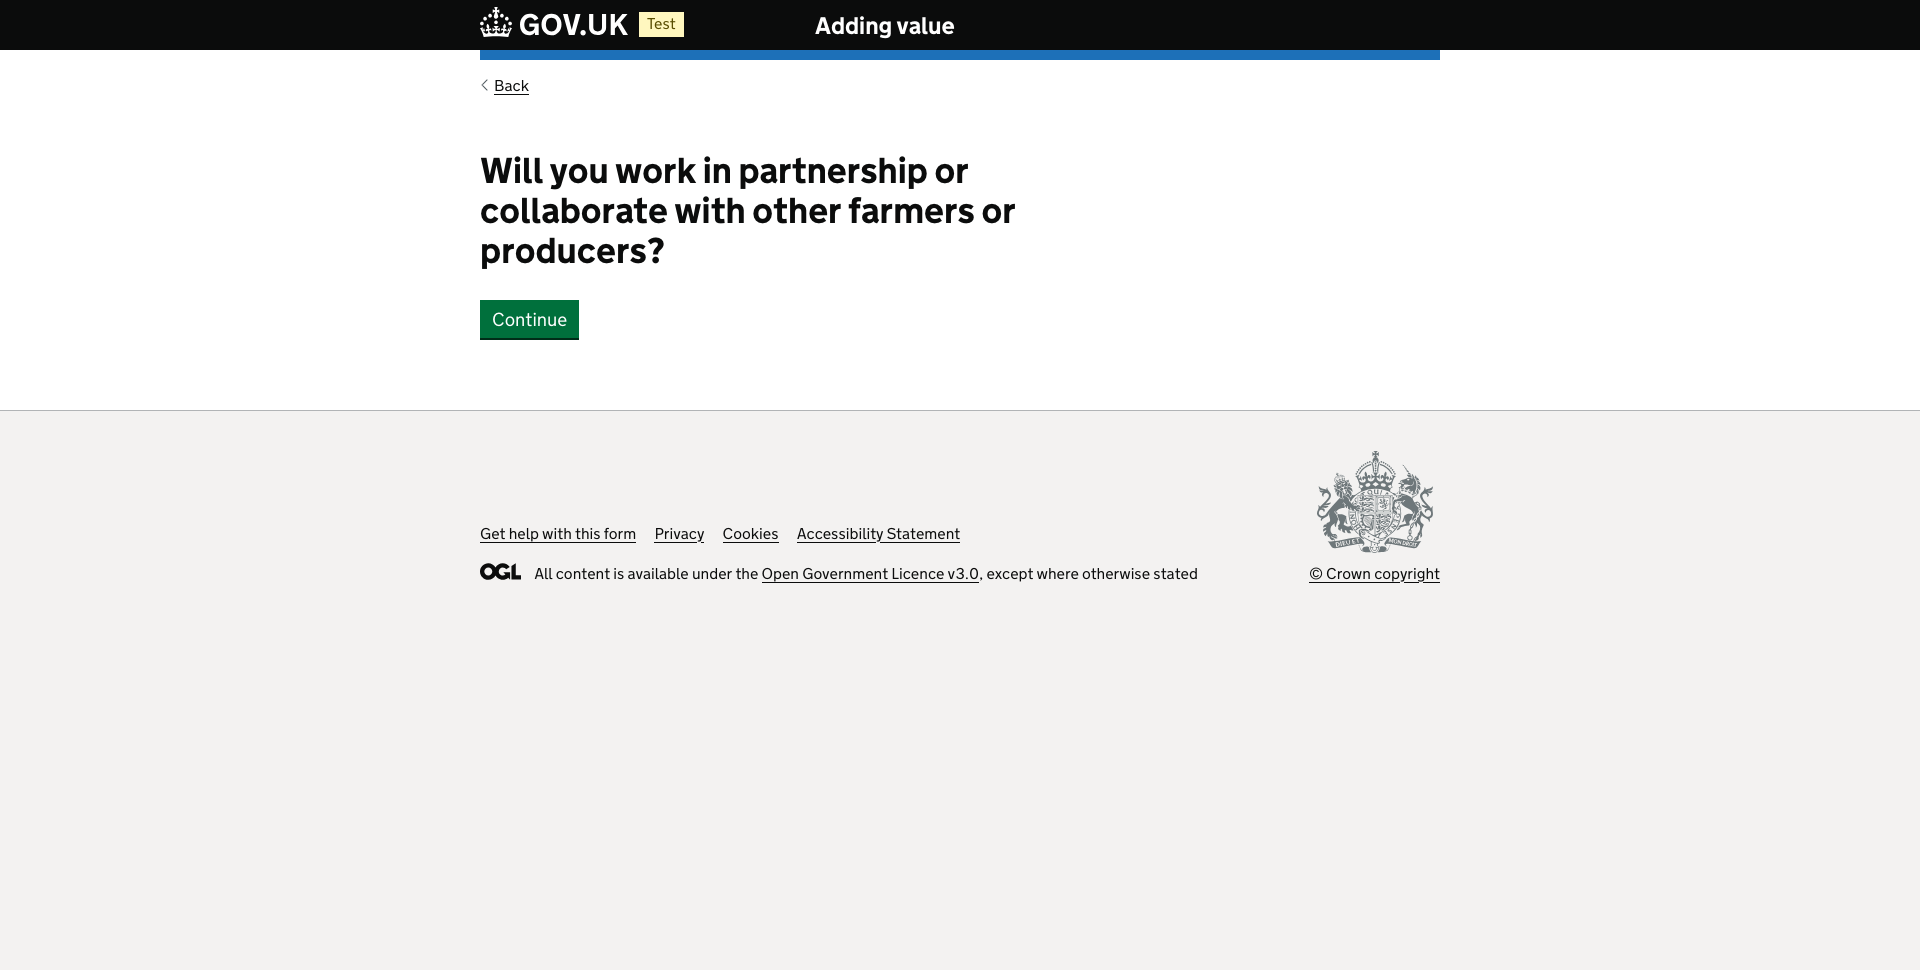 GOV.UK Test Adding value
Back
Will you work in partnership or
collaborate with other farmers or
producers?
Continue
Get help with this form Privacy Cookies Accessibility Statement
OGL All content is available under the Open Government Licence v3.0, except where otherwise stated
© Crown copyright